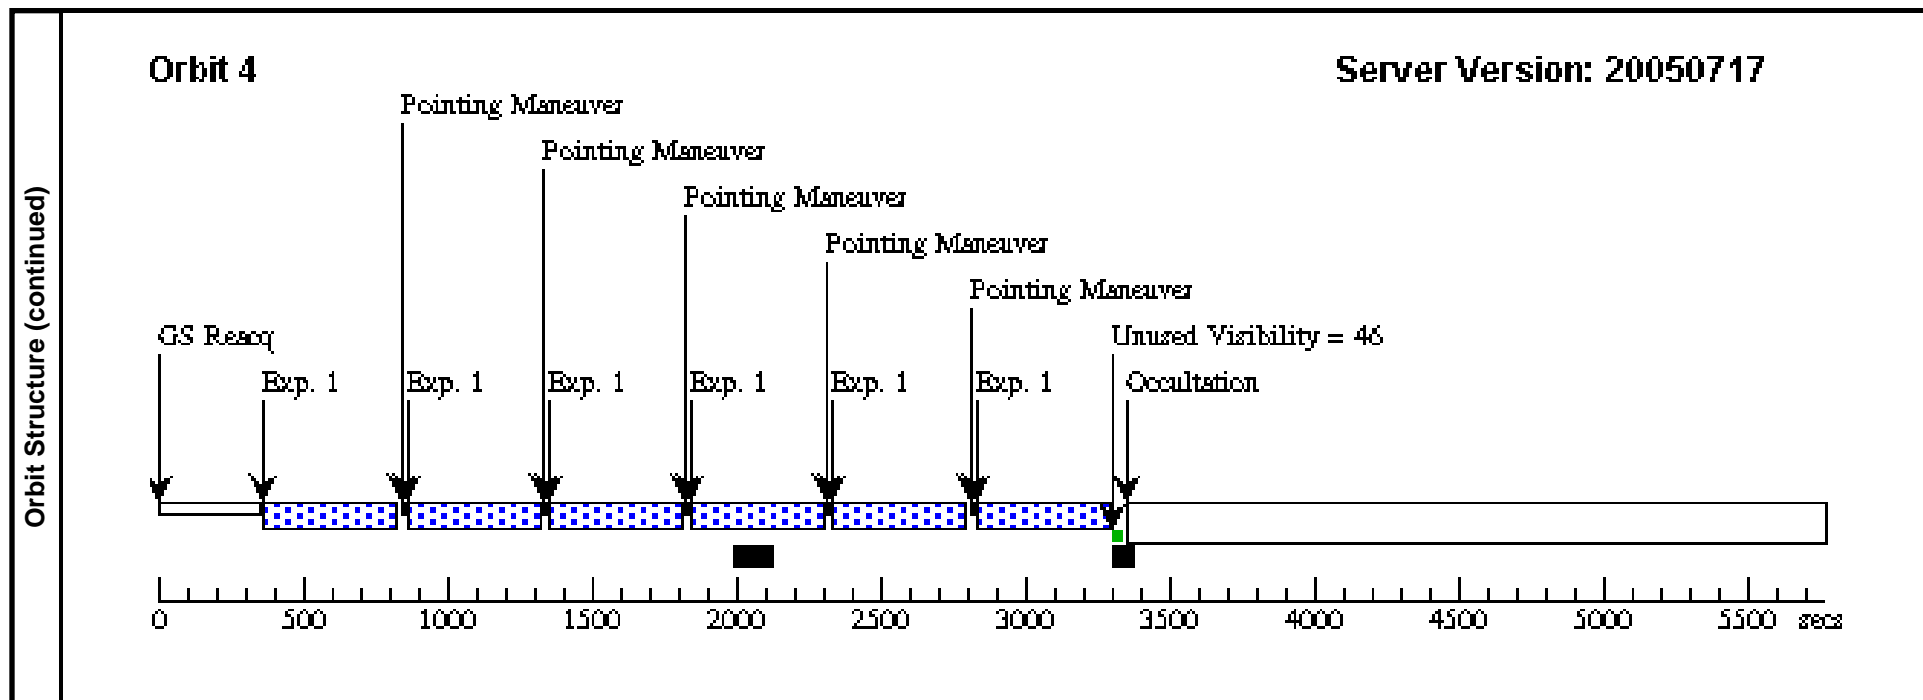 Orbit Structure (continued)
Orbit 4
Server Version: 20050717
Pointing Maneuver
Pointing Maneuver
Pointing Maneuver
Pointing Maneuver
Pointing Maneuver
GS Reacq
Unused Visibility = 46
Exp. 1
Exp. 1
Exp. 1
Exp. 1
Exp. 1
Exp. 1
Occultation
0
500
1000
1500
2000
2500
3000
3500
4000
4500
5000
5500
secs